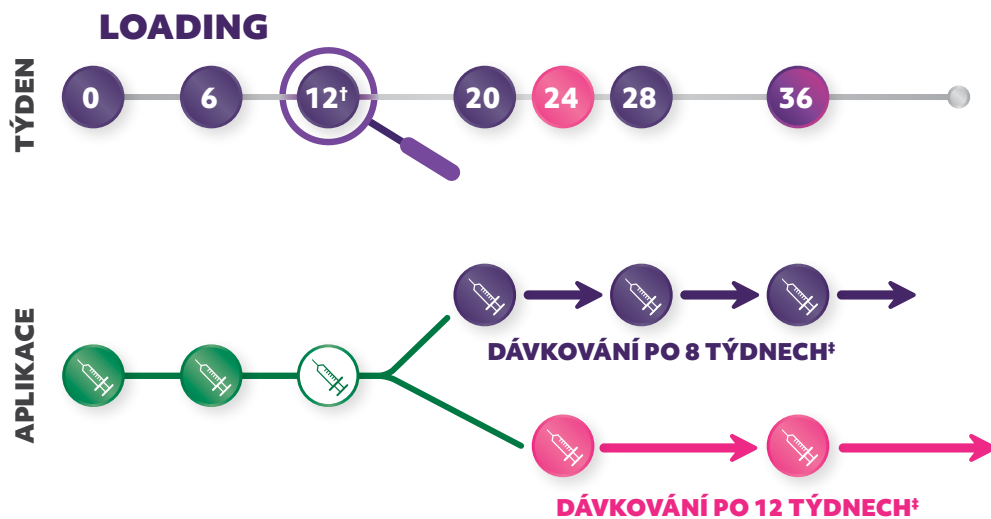 LOADING
TÝDEN
0 6 12† 20 24 28 36
APLIKACE
DÁVKOVÁNÍ PO 8 TÝDNECH‡
DÁVKOVÁNÍ PO 12 TÝDNECH‡